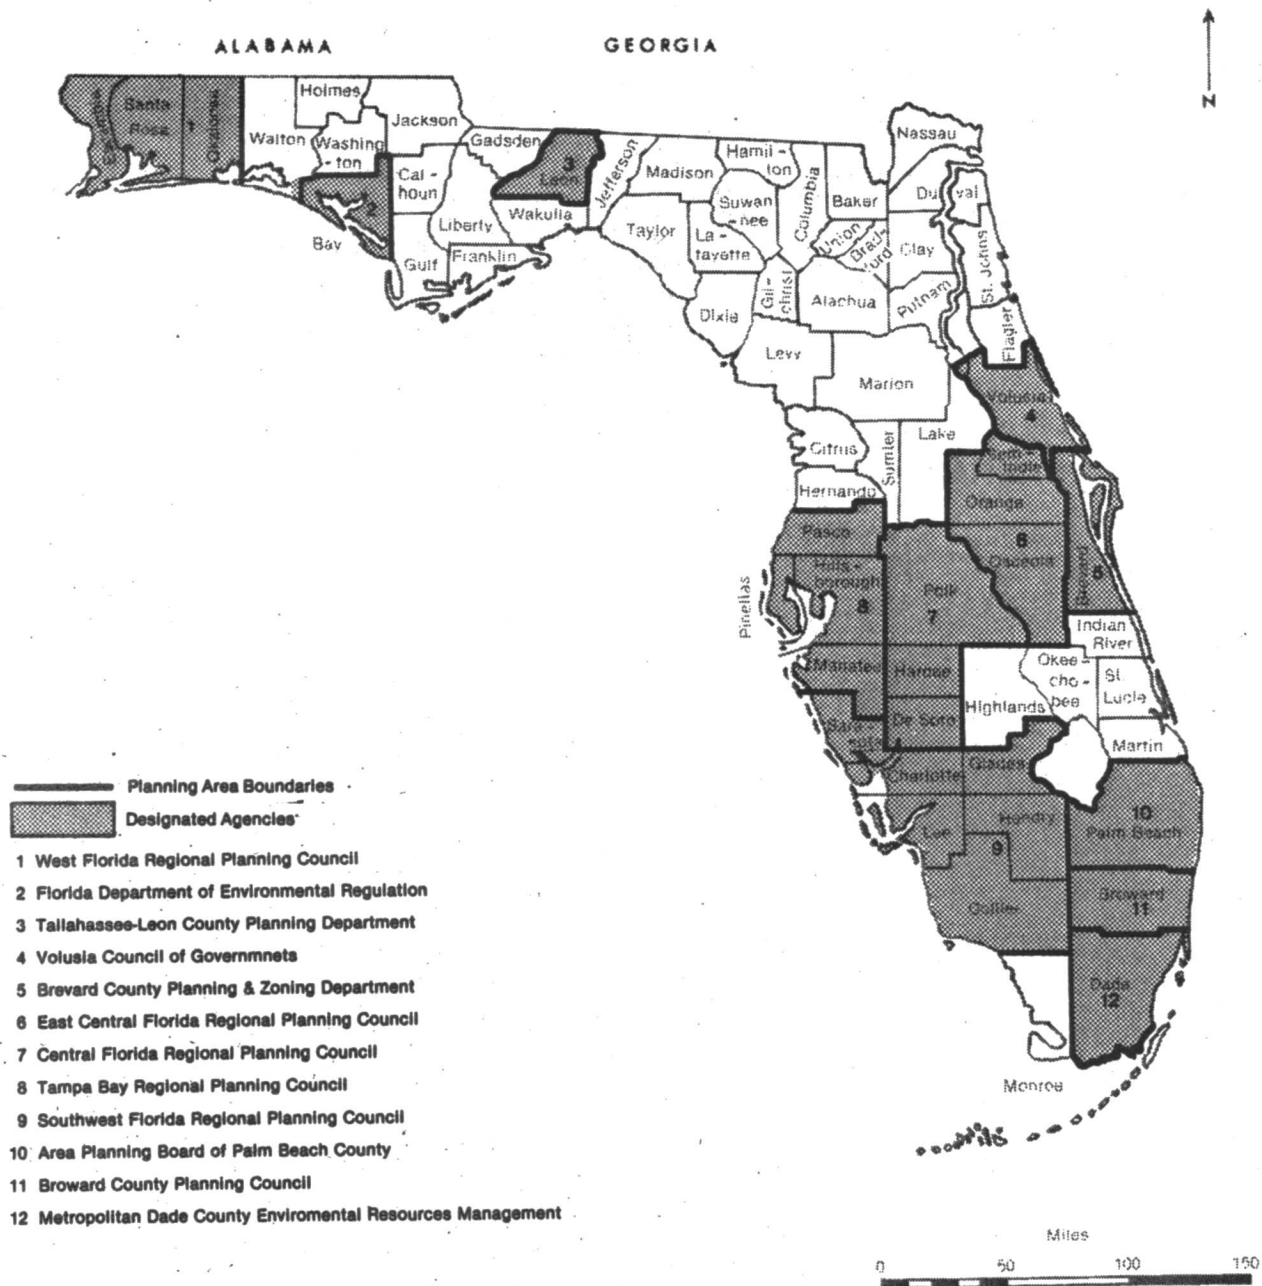 ALABAMA
GEORGIA
N
Escambia
Santa
Rosa
1
Okaloosa
Walton
Holmes
Washing
-ton
Jackson
Bay
2
Cal-
houn
Gulf
Liberty
Franklin
Gadsden
3
Leon
Wakulla
Jefferson
Madison
Taylor
Hamil-
ton
Suwan
-nee
La-
fayette
Dixie
Columbia
Gil-
christ
Baker
Union
Brad-
ford
Alachua
Levy
Nassau
Duval
Clay
St. Johns
Putnam
Flagler
Marion
Volusia
4
Citrus
Sumter
Lake
Hernando
Semi-
nole
Orange
6
Osceola
Brevard
5
Pasco
Hills-
borough
8
Pinellas
Polk
7
Indian
River
Manatee
Hardee
Okee-
cho-
bee
St.
Lucie
Highlands
De Soto
Sara-
sota
Martin
Charlotte
Glades
Lee
Hendry
9
Collier
10
Palm Beach
Broward
11
Dade
12
Monroe
Planning Area Boundaries
Designated Agencies
1 West Florida Regional Planning Council
2 Florida Department of Environmental Regulation
3 Tallahassee-Leon County Planning Department
4 Volusia Council of Governmnets
5 Brevard County Planning & Zoning Department
6 East Central Florida Regional Planning Council
7 Central Florida Regional Planning Council
8 Tampa Bay Regional Planning Council
9 Southwest Florida Regional Planning Council
10 Area Planning Board of Palm Beach County
11 Broward County Planning Council
12 Metropolitan Dade County Enviromental Resources Management
Miles
0 50 100 150